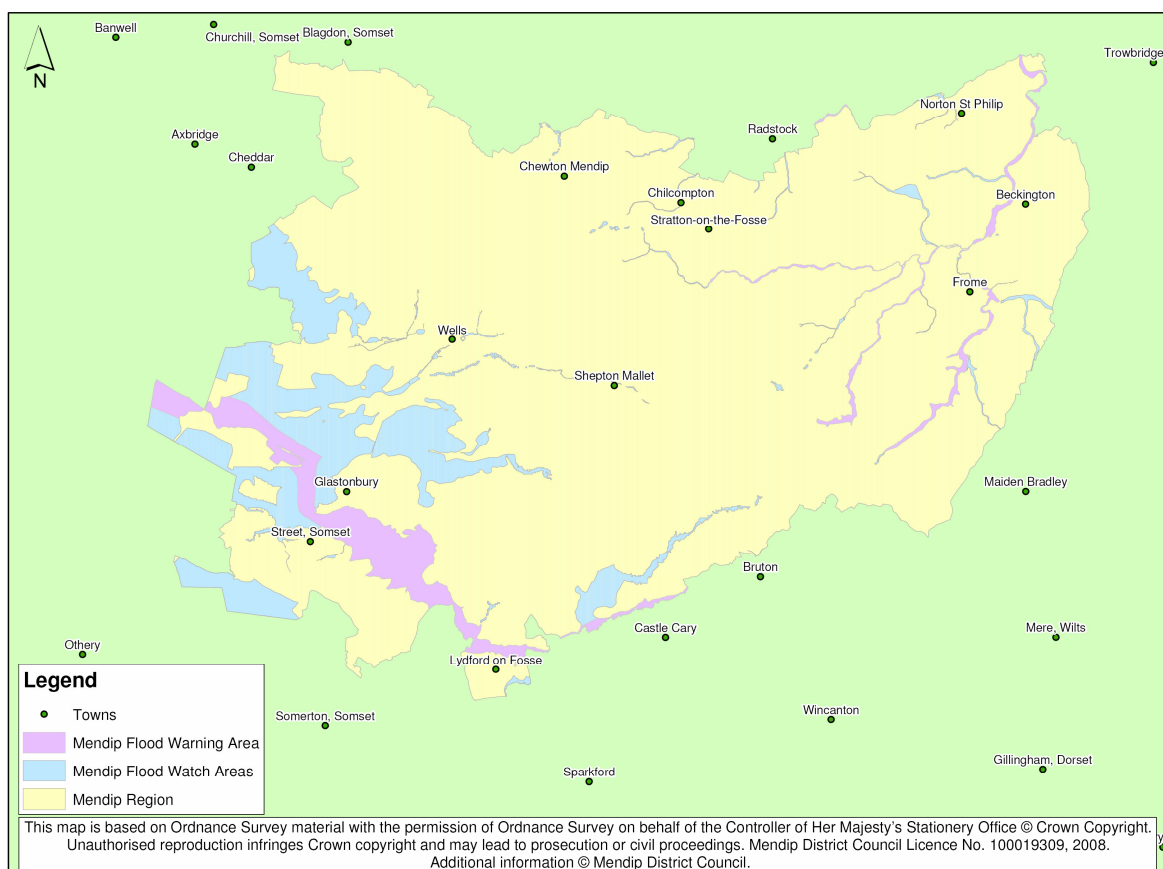 Banwell
Churchill, Somset
Blagdon, Somset
Trowbridge
N
Norton St Philip
Axbridge
Radstock
Cheddar
Chewton Mendip
Chilcompton
Beckington
Stratton-on-the-Fosse
Frome
Wells
Shepton Mallet
Glastonbury
Maiden Bradley
Street, Somset
Bruton
Castle Cary
Mere, Wilts
Othery
Lydford on Fosse
Legend
Towns
Mendip Flood Warning Area
Mendip Flood Watch Areas
Mendip Region
Somerton, Somset
Wincanton
Sparkford
Gillingham, Dorset
This map is based on Ordnance Survey material with the permission of Ordnance Survey on behalf of the Controller of Her Majesty's Stationery Office © Crown Copyright.
Unauthorised reproduction infringes Crown copyright and may lead to prosecution or civil proceedings. Mendip District Council Licence No. 100019309, 2008.
Additional information © Mendip District Council.